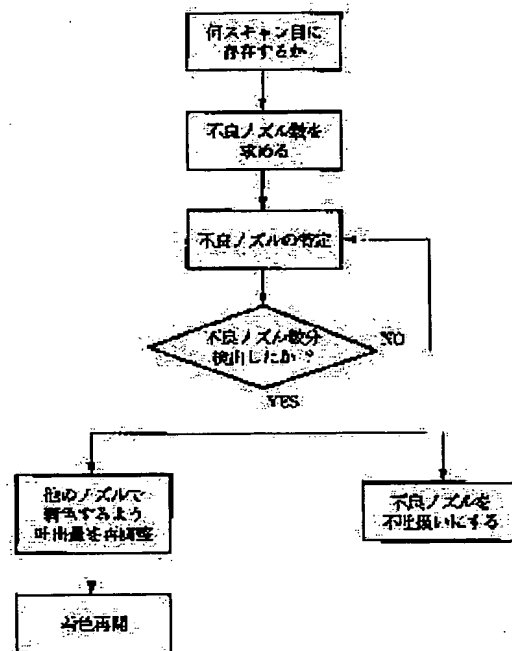 何スキャン目に
存在するか
不良ノズル数を
求める
不良ノズルの特定
不良ノズル数分
検出したか?
NO
YES
他のノズルで
着色するよう
吐出量を再調整
不良ノズルを
不吐扱いにする
着色再開